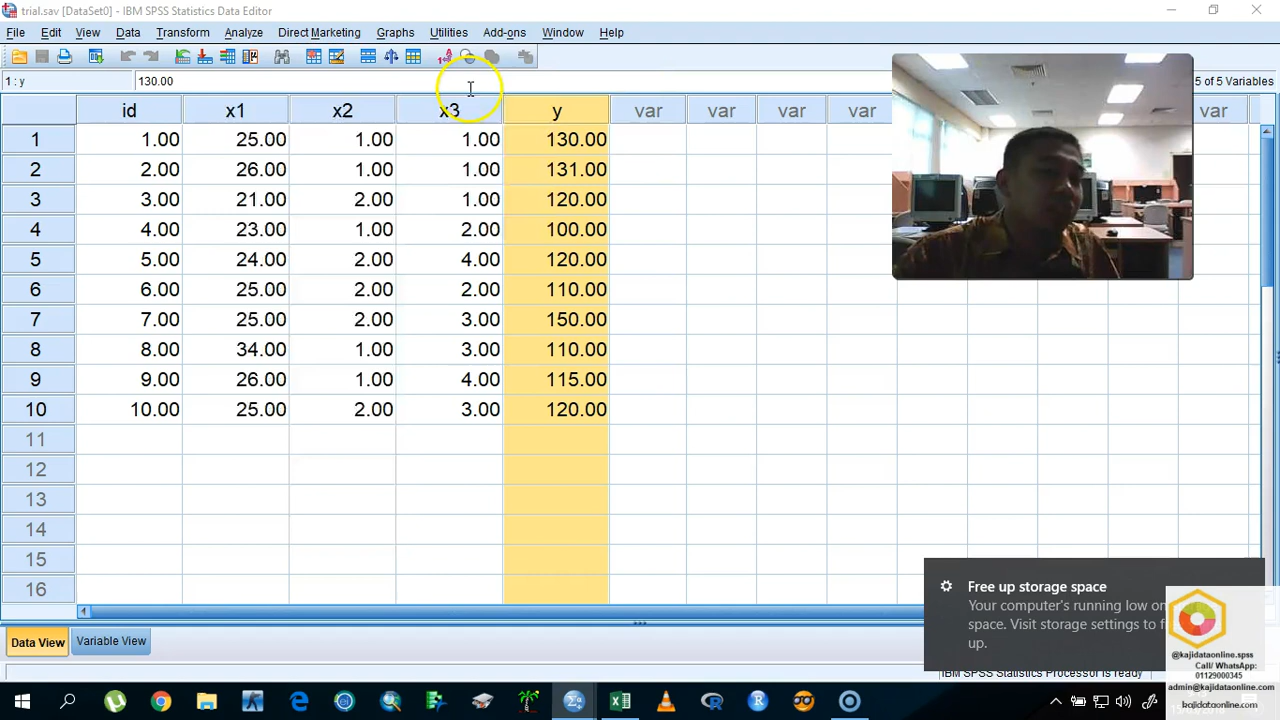 trial.sav [DataSet0] - IBM SPSS Statistics Data Editor
File Edit View Data Transform Analyze Direct Marketing Graphs Utilities Add-ons Window Help
1 : y 130.00 5 of 5 Variables
id x1 x2 x3 y var var var var var
1 1.00 25.00 1.00 1.00 130.00
2 2.00 26.00 1.00 1.00 131.00
3 3.00 21.00 2.00 1.00 120.00
4 4.00 23.00 1.00 2.00 100.00
5 5.00 24.00 2.00 4.00 120.00
6 6.00 25.00 2.00 2.00 110.00
7 7.00 25.00 2.00 3.00 150.00
8 8.00 34.00 1.00 3.00 110.00
9 9.00 26.00 1.00 4.00 115.00
10 10.00 25.00 2.00 3.00 120.00
11
12
13
14
15
16
Free up storage space
Your computer's running low on
space. Visit storage settings to f
up.
Data View Variable View
IBM SPSS Statistics Processor is ready
@kajidataonline.spss
Call/ WhatsApp:
01129000345
admin@kajidataonline.com
kajidataonline.com